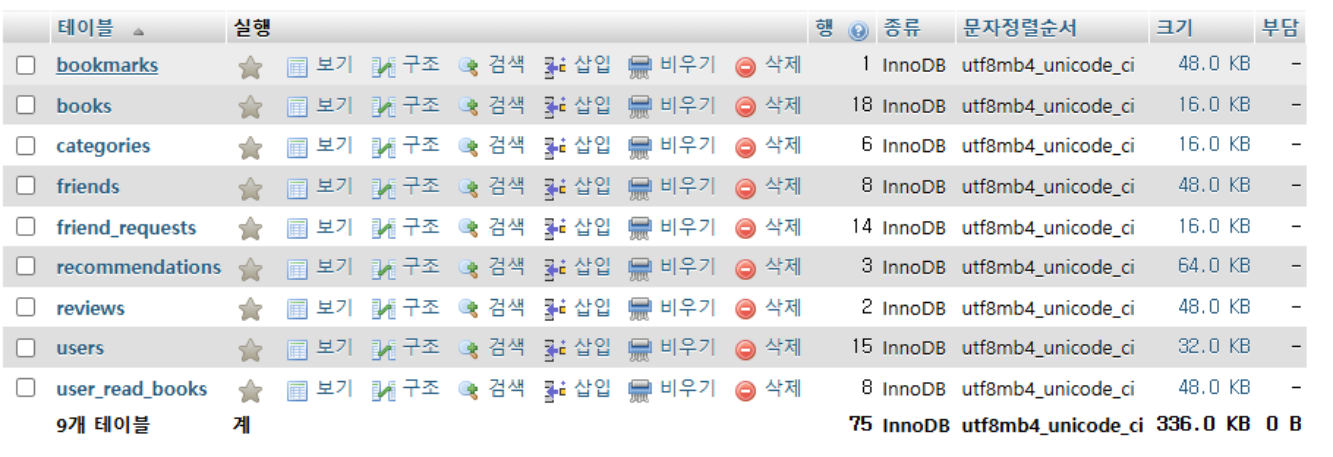 테이블 실행 행 종류 문자정렬순서 크기 부담
bookmarks 보기 구조 검색 삽입 비우기 삭제 1 InnoDB utf8mb4_unicode_ci 48.0 KB -
books 보기 구조 검색 삽입 비우기 삭제 18 InnoDB utf8mb4_unicode_ci 16.0 KB -
categories 보기 구조 검색 삽입 비우기 삭제 6 InnoDB utf8mb4_unicode_ci 16.0 KB -
friends 보기 구조 검색 삽입 비우기 삭제 8 InnoDB utf8mb4_unicode_ci 48.0 KB -
friend_requests 보기 구조 검색 삽입 비우기 삭제 14 InnoDB utf8mb4_unicode_ci 16.0 KB -
recommendations 보기 구조 검색 삽입 비우기 삭제 3 InnoDB utf8mb4_unicode_ci 64.0 KB -
reviews 보기 구조 검색 삽입 비우기 삭제 2 InnoDB utf8mb4_unicode_ci 48.0 KB -
users 보기 구조 검색 삽입 비우기 삭제 15 InnoDB utf8mb4_unicode_ci 32.0 KB -
user_read_books 보기 구조 검색 삽입 비우기 삭제 8 InnoDB utf8mb4_unicode_ci 48.0 KB -
9개 테이블 계 75 InnoDB utf8mb4_unicode_ci 336.0 KB 0 B